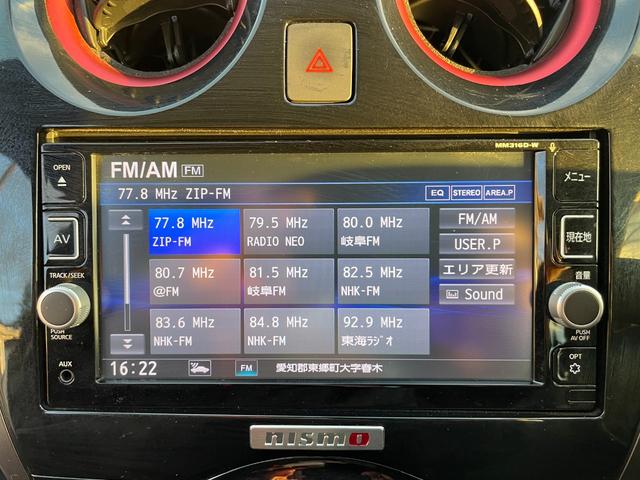 MM316D-W
OPEN
FM/AM FM
メニュー
77.8 MHz ZIP-FM
EQ STEREO AREA.P
AV
77.8 MHz
ZIP-FM
79.5 MHz
RADIO NEO
80.0 MHz
岐阜FM
FM/AM
USER.P
現在地
80.7 MHz
@FM
81.5 MHz
岐阜FM
82.5 MHz
NHK-FM
エリア更新
Sound
TRACK/SEEK
音量
83.6 MHz
NHK-FM
84.8 MHz
NHK-FM
92.9 MHz
東海ラジオ
PUSH
SOURCE
PUSH
AV OFF
AUX
OPT
16:22
FM
愛知郡東郷町大字春木
nismo